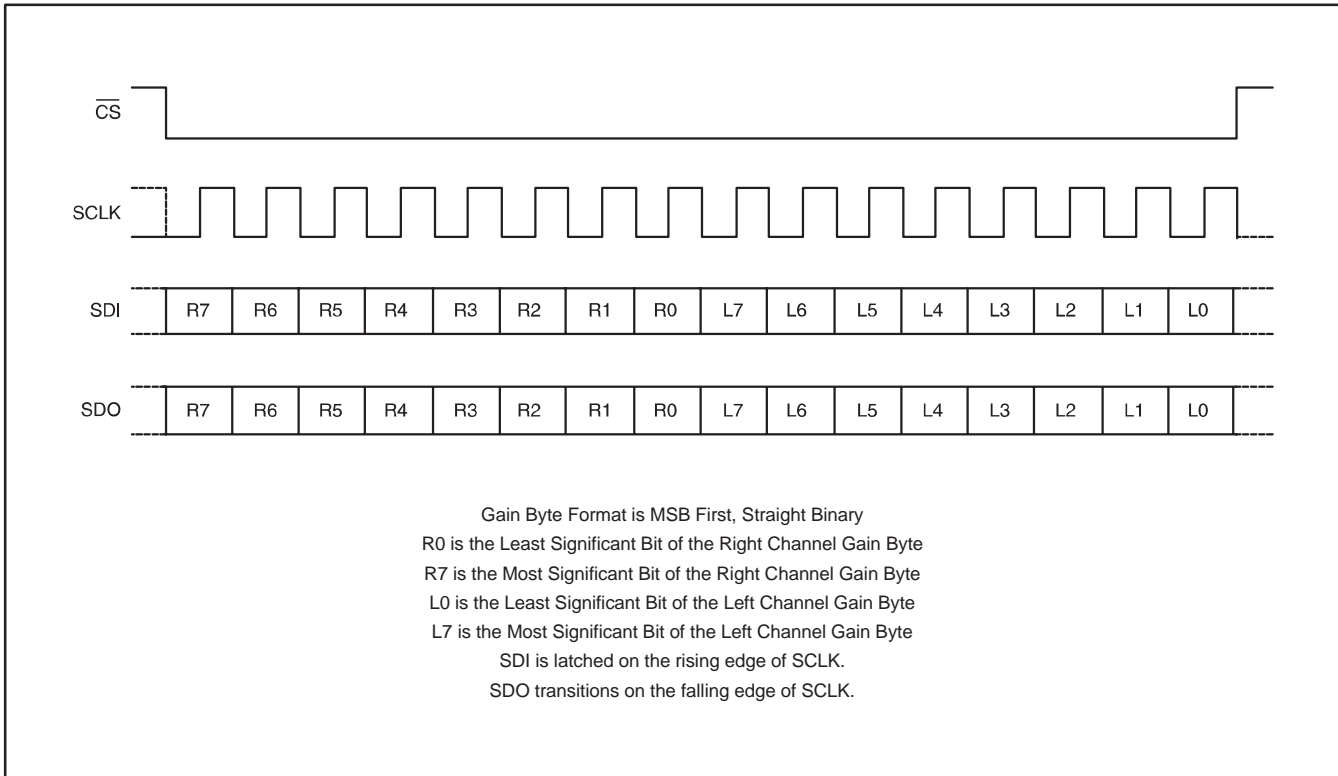 CS
SCLK
SDI R7 R6 R5 R4 R3 R2 R1 R0 L7 L6 L5 L4 L3 L2 L1 L0
SDO R7 R6 R5 R4 R3 R2 R1 R0 L7 L6 L5 L4 L3 L2 L1 L0
Gain Byte Format is MSB First, Straight Binary
R0 is the Least Significant Bit of the Right Channel Gain Byte
R7 is the Most Significant Bit of the Right Channel Gain Byte
L0 is the Least Significant Bit of the Left Channel Gain Byte
L7 is the Most Significant Bit of the Left Channel Gain Byte
SDI is latched on the rising edge of SCLK.
SDO transitions on the falling edge of SCLK.